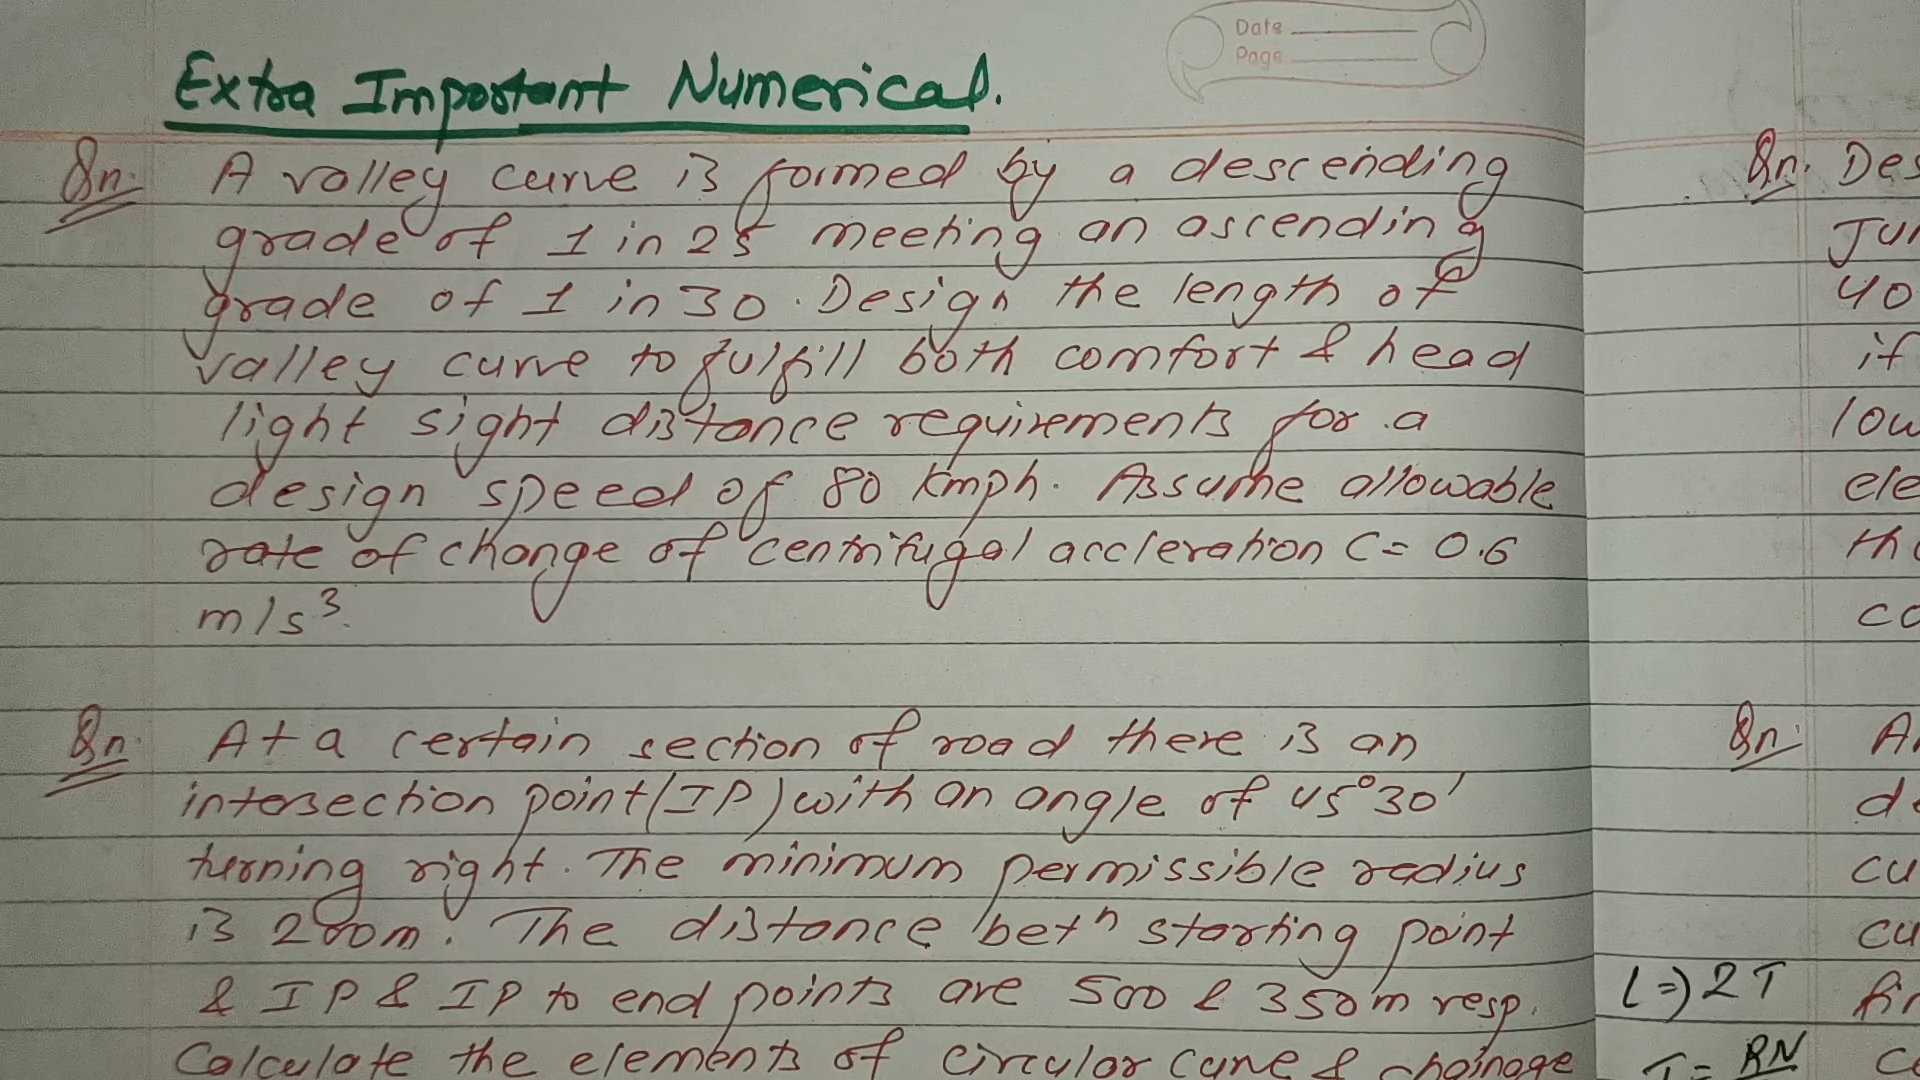 Date
Page
Extra Important Numerical.
Qn. A valley curve is formed by a descending
grade of 1 in 25 meeting an ascending
grade of 1 in 30. Design the length of
valley curve to fulfill both comfort & head
light sight distance requirements for a
design speed of 80 kmph. Assume allowable
rate of change of centrifugal accleration C = 0.6
m/s³.
Qn. At a certain section of road there is an
intersection point (IP) with an angle of 45°30'
turning right. The minimum permissible radius
is 200m. The distance betn starting point
& IP & IP to end points are 500 & 350m resp.
Calculate the elements of circular curve & chainage
Qn. Des
Jun
40
if
low
ele
the
co
Qn. An
de
cu
cu
L=) 2T
fin
T = RN
co